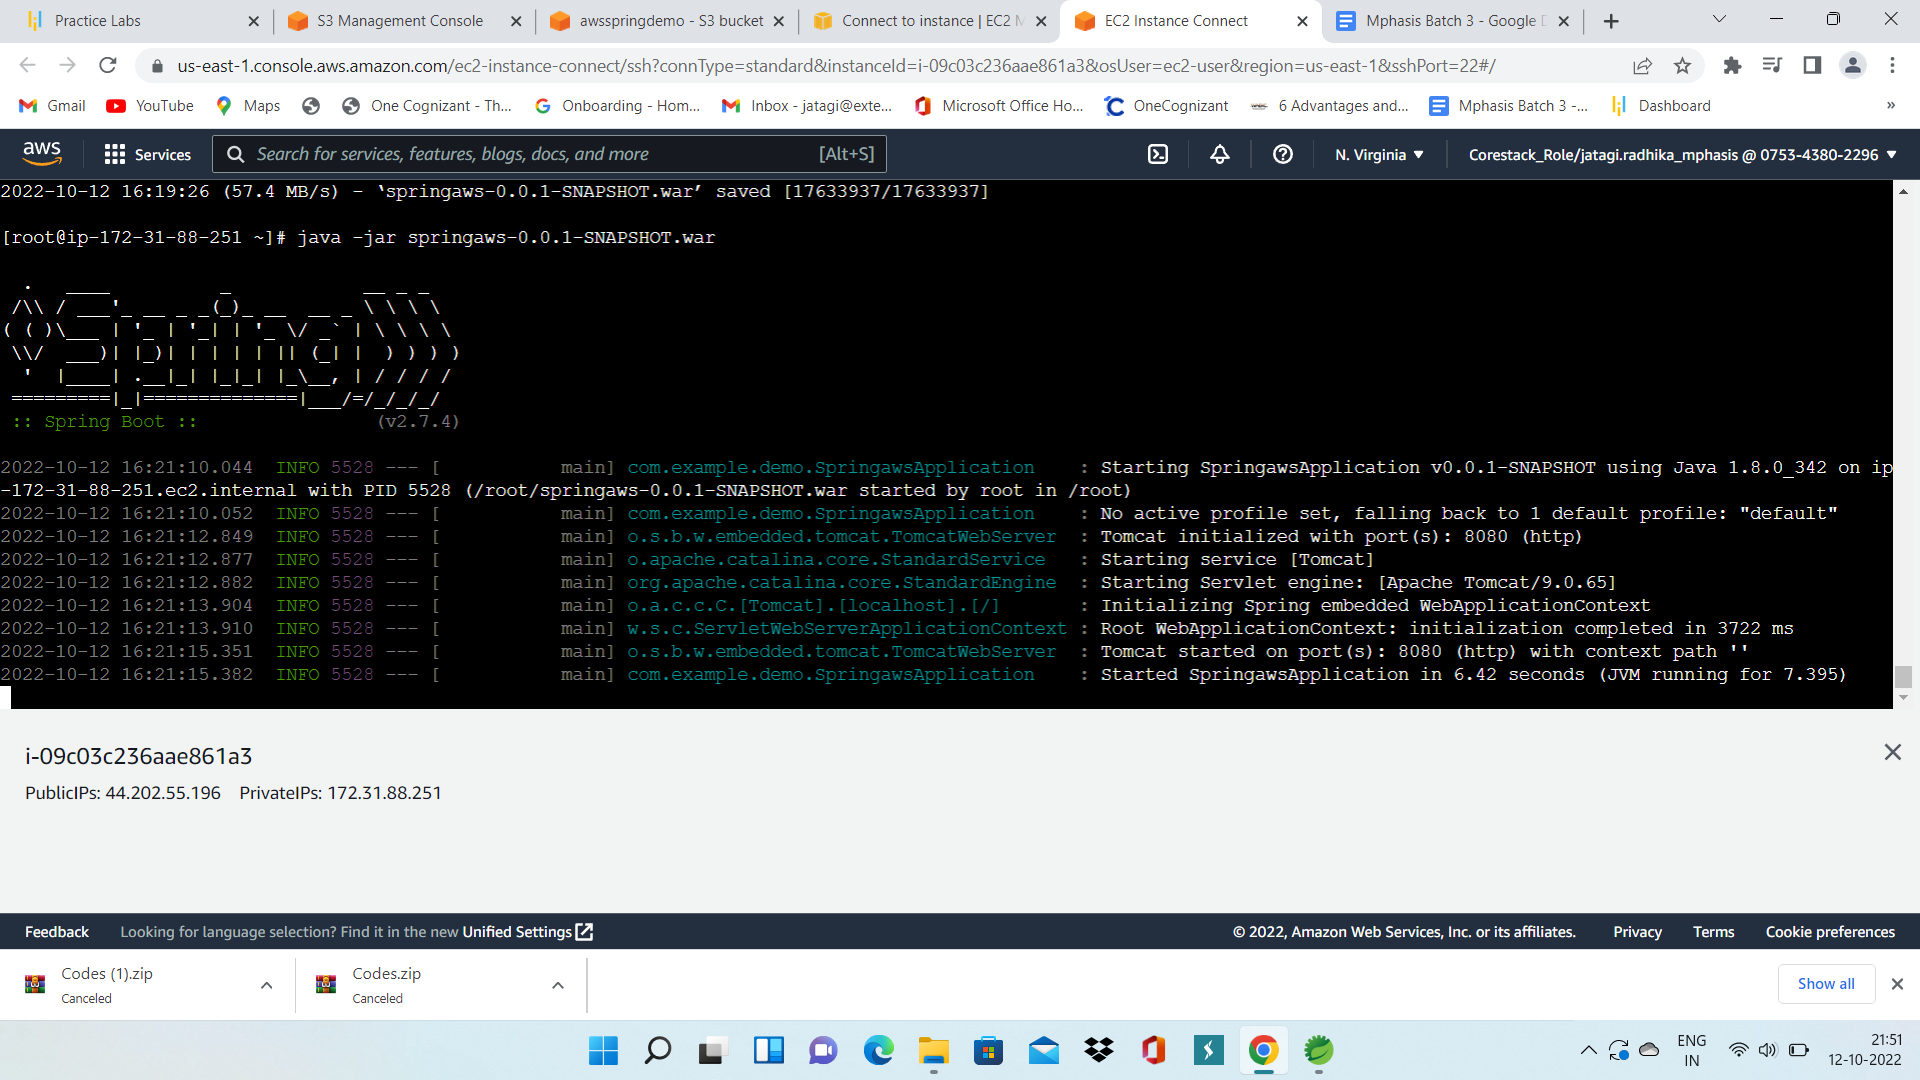 Practice Labs
S3 Management Console
awsspringdemo - S3 bucket
Connect to instance | EC2 M
EC2 Instance Connect
Mphasis Batch 3 - Google D
us-east-1.console.aws.amazon.com/ec2-instance-connect/ssh?connType=standard&instanceId=i-09c03c236aae861a3&osUser=ec2-user&region=us-east-1&sshPort=22#/
Gmail
YouTube
Maps
One Cognizant - Th...
Onboarding - Hom...
Inbox - jatagi@exte...
Microsoft Office Ho...
OneCognizant
6 Advantages and...
Mphasis Batch 3 -...
Dashboard
»
aws
Services
Search for services, features, blogs, docs, and more
[Alt+S]
N. Virginia
Corestack_Role/jatagi.radhika_mphasis @ 0753-4380-2296
2022-10-12 16:19:26 (57.4 MB/s) - ‘springaws-0.0.1-SNAPSHOT.war’ saved [17633937/17633937]
[root@ip-172-31-88-251 ~]# java -jar springaws-0.0.1-SNAPSHOT.war
  .   ____          _            __ _ _
 /\\ / ___'_ __ _ _(_)_ __  __ _ \ \ \ \
( ( )\___ | '_ | '_| | '_ \/ _` | \ \ \ \
 \\/  ___)| |_)| | | | | || (_| |  ) ) ) )
  '  |____| .__|_| |_|_| |_\__, | / / / /
 =========|_|==============|___/=/_/_/_/
 :: Spring Boot ::                (v2.7.4)
2022-10-12 16:21:10.044  INFO 5528 --- [           main] com.example.demo.SpringawsApplication    : Starting SpringawsApplication v0.0.1-SNAPSHOT using Java 1.8.0_342 on ip
-172-31-88-251.ec2.internal with PID 5528 (/root/springaws-0.0.1-SNAPSHOT.war started by root in /root)
2022-10-12 16:21:10.052  INFO 5528 --- [           main] com.example.demo.SpringawsApplication    : No active profile set, falling back to 1 default profile: "default"
2022-10-12 16:21:12.849  INFO 5528 --- [           main] o.s.b.w.embedded.tomcat.TomcatWebServer  : Tomcat initialized with port(s): 8080 (http)
2022-10-12 16:21:12.877  INFO 5528 --- [           main] o.apache.catalina.core.StandardService   : Starting service [Tomcat]
2022-10-12 16:21:12.882  INFO 5528 --- [           main] org.apache.catalina.core.StandardEngine  : Starting Servlet engine: [Apache Tomcat/9.0.65]
2022-10-12 16:21:13.904  INFO 5528 --- [           main] o.a.c.c.C.[Tomcat].[localhost].[/]       : Initializing Spring embedded WebApplicationContext
2022-10-12 16:21:13.910  INFO 5528 --- [           main] w.s.c.ServletWebServerApplicationContext : Root WebApplicationContext: initialization completed in 3722 ms
2022-10-12 16:21:15.351  INFO 5528 --- [           main] o.s.b.w.embedded.tomcat.TomcatWebServer  : Tomcat started on port(s): 8080 (http) with context path ''
2022-10-12 16:21:15.382  INFO 5528 --- [           main] com.example.demo.SpringawsApplication    : Started SpringawsApplication in 6.42 seconds (JVM running for 7.395)
i-09c03c236aae861a3
PublicIPs: 44.202.55.196    PrivateIPs: 172.31.88.251
Feedback
Looking for language selection? Find it in the new Unified Settings
© 2022, Amazon Web Services, Inc. or its affiliates.
Privacy
Terms
Cookie preferences
Codes (1).zip
Canceled
Codes.zip
Canceled
Show all
ENG
IN
21:51
12-10-2022